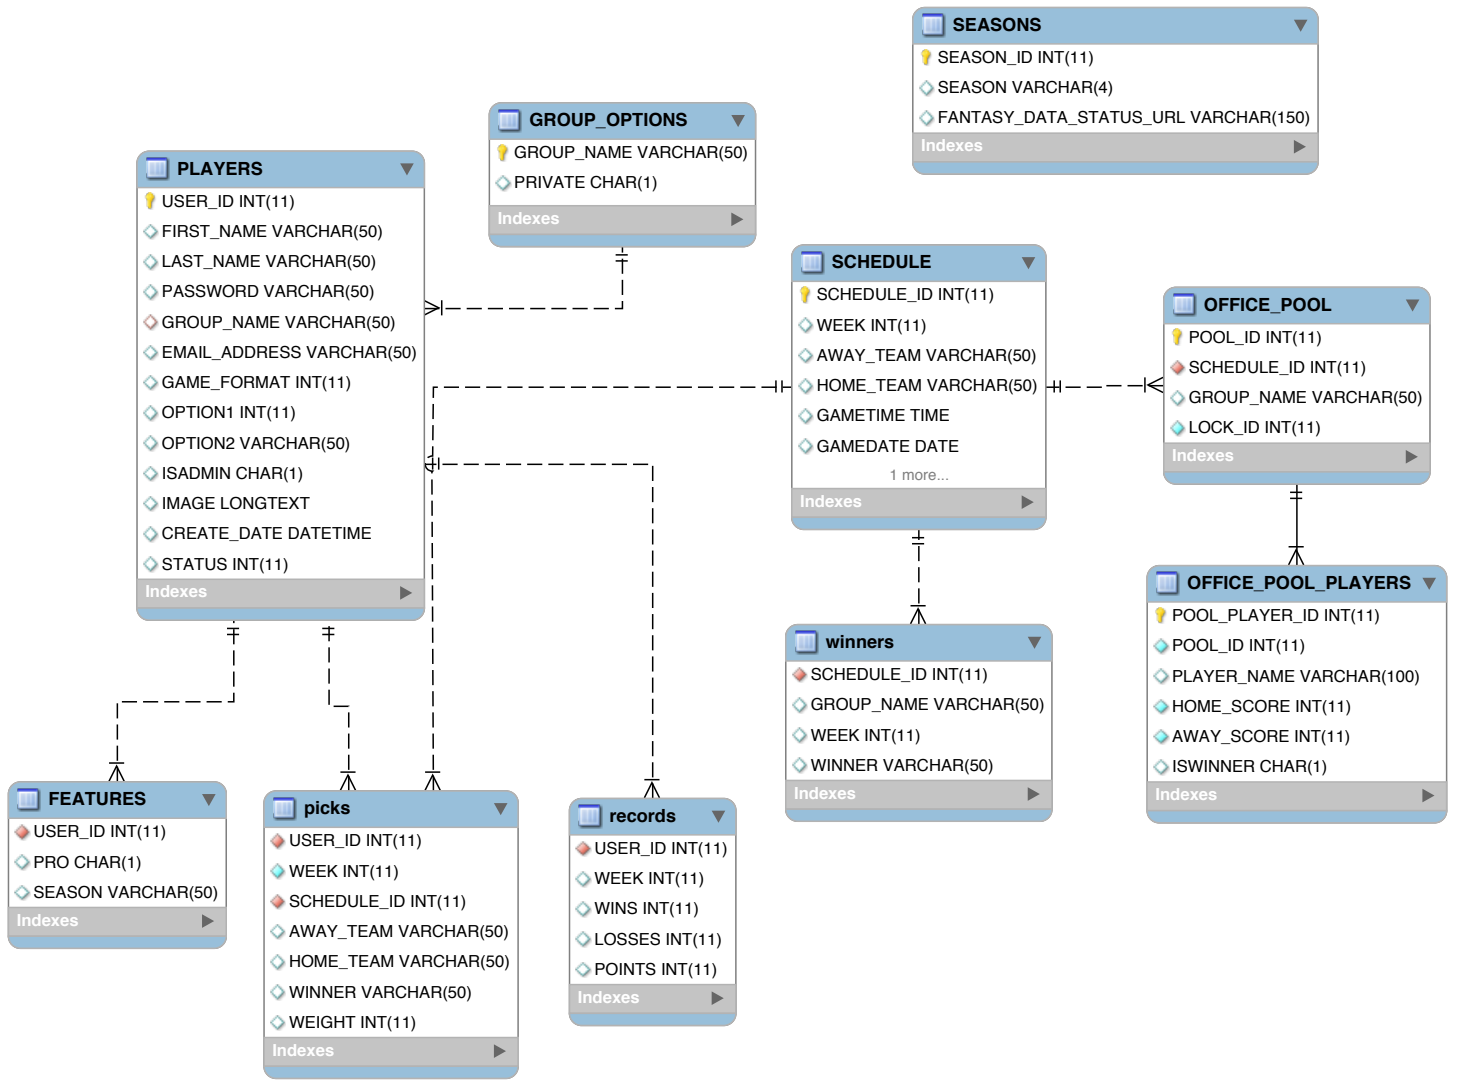 SEASONS
SEASON_ID INT(11)
SEASON VARCHAR(4)
FANTASY_DATA_STATUS_URL VARCHAR(150)
Indexes
GROUP_OPTIONS
GROUP_NAME VARCHAR(50)
PRIVATE CHAR(1)
Indexes
PLAYERS
USER_ID INT(11)
FIRST_NAME VARCHAR(50)
LAST_NAME VARCHAR(50)
PASSWORD VARCHAR(50)
GROUP_NAME VARCHAR(50)
EMAIL_ADDRESS VARCHAR(50)
GAME_FORMAT INT(11)
OPTION1 INT(11)
OPTION2 VARCHAR(50)
ISADMIN CHAR(1)
IMAGE LONGTEXT
CREATE_DATE DATETIME
STATUS INT(11)
Indexes
SCHEDULE
SCHEDULE_ID INT(11)
WEEK INT(11)
AWAY_TEAM VARCHAR(50)
HOME_TEAM VARCHAR(50)
GAMETIME TIME
GAMEDATE DATE
1 more...
Indexes
OFFICE_POOL
POOL_ID INT(11)
SCHEDULE_ID INT(11)
GROUP_NAME VARCHAR(50)
LOCK_ID INT(11)
Indexes
OFFICE_POOL_PLAYERS
POOL_PLAYER_ID INT(11)
POOL_ID INT(11)
PLAYER_NAME VARCHAR(100)
HOME_SCORE INT(11)
AWAY_SCORE INT(11)
ISWINNER CHAR(1)
Indexes
winners
SCHEDULE_ID INT(11)
GROUP_NAME VARCHAR(50)
WEEK INT(11)
WINNER VARCHAR(50)
Indexes
FEATURES
USER_ID INT(11)
PRO CHAR(1)
SEASON VARCHAR(50)
Indexes
picks
USER_ID INT(11)
WEEK INT(11)
SCHEDULE_ID INT(11)
AWAY_TEAM VARCHAR(50)
HOME_TEAM VARCHAR(50)
WINNER VARCHAR(50)
WEIGHT INT(11)
Indexes
records
USER_ID INT(11)
WEEK INT(11)
WINS INT(11)
LOSSES INT(11)
POINTS INT(11)
Indexes